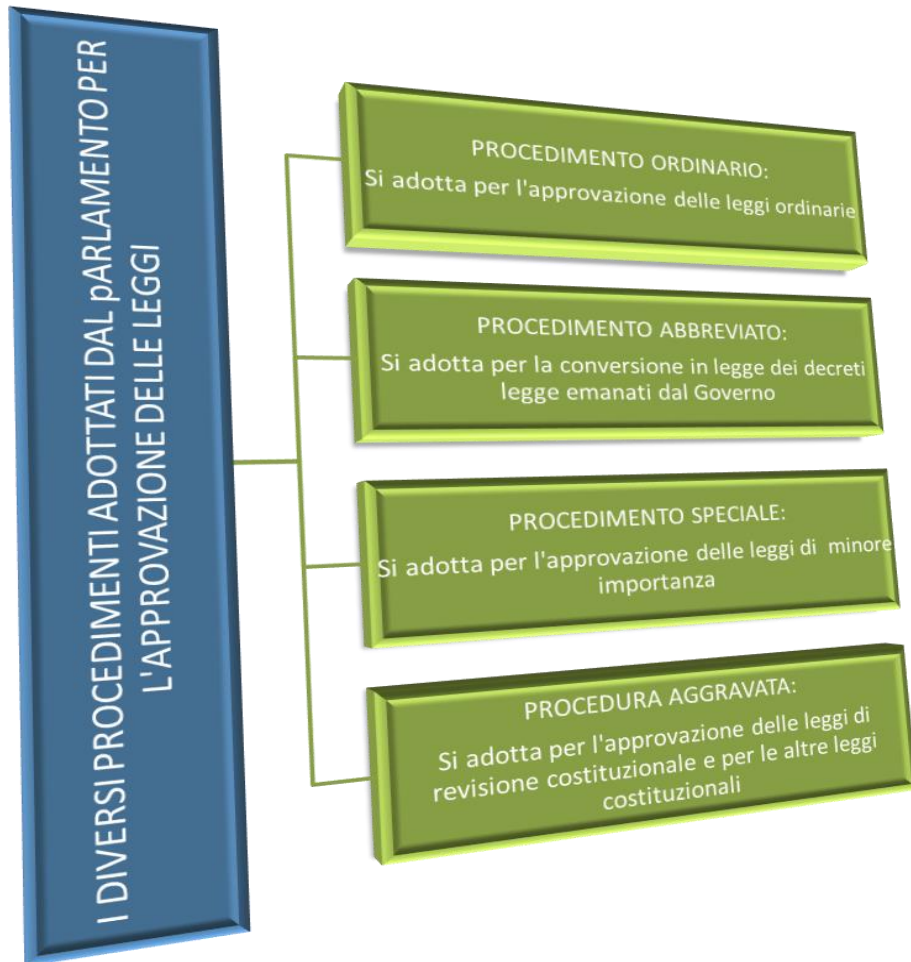 I DIVERSI PROCEDIMENTI ADOTTATI DAL pARLAMENTO PER
L'APPROVAZIONE DELLE LEGGI
PROCEDIMENTO ORDINARIO:
Si adotta per l'approvazione delle leggi ordinarie
PROCEDIMENTO ABBREVIATO:
Si adotta per la conversione in legge dei decreti
legge emanati dal Governo
PROCEDIMENTO SPECIALE:
Si adotta per l'approvazione delle leggi di minore
importanza
PROCEDURA AGGRAVATA:
Si adotta per l'approvazione delle leggi di
revisione costituzionale e per le altre leggi
costituzionali